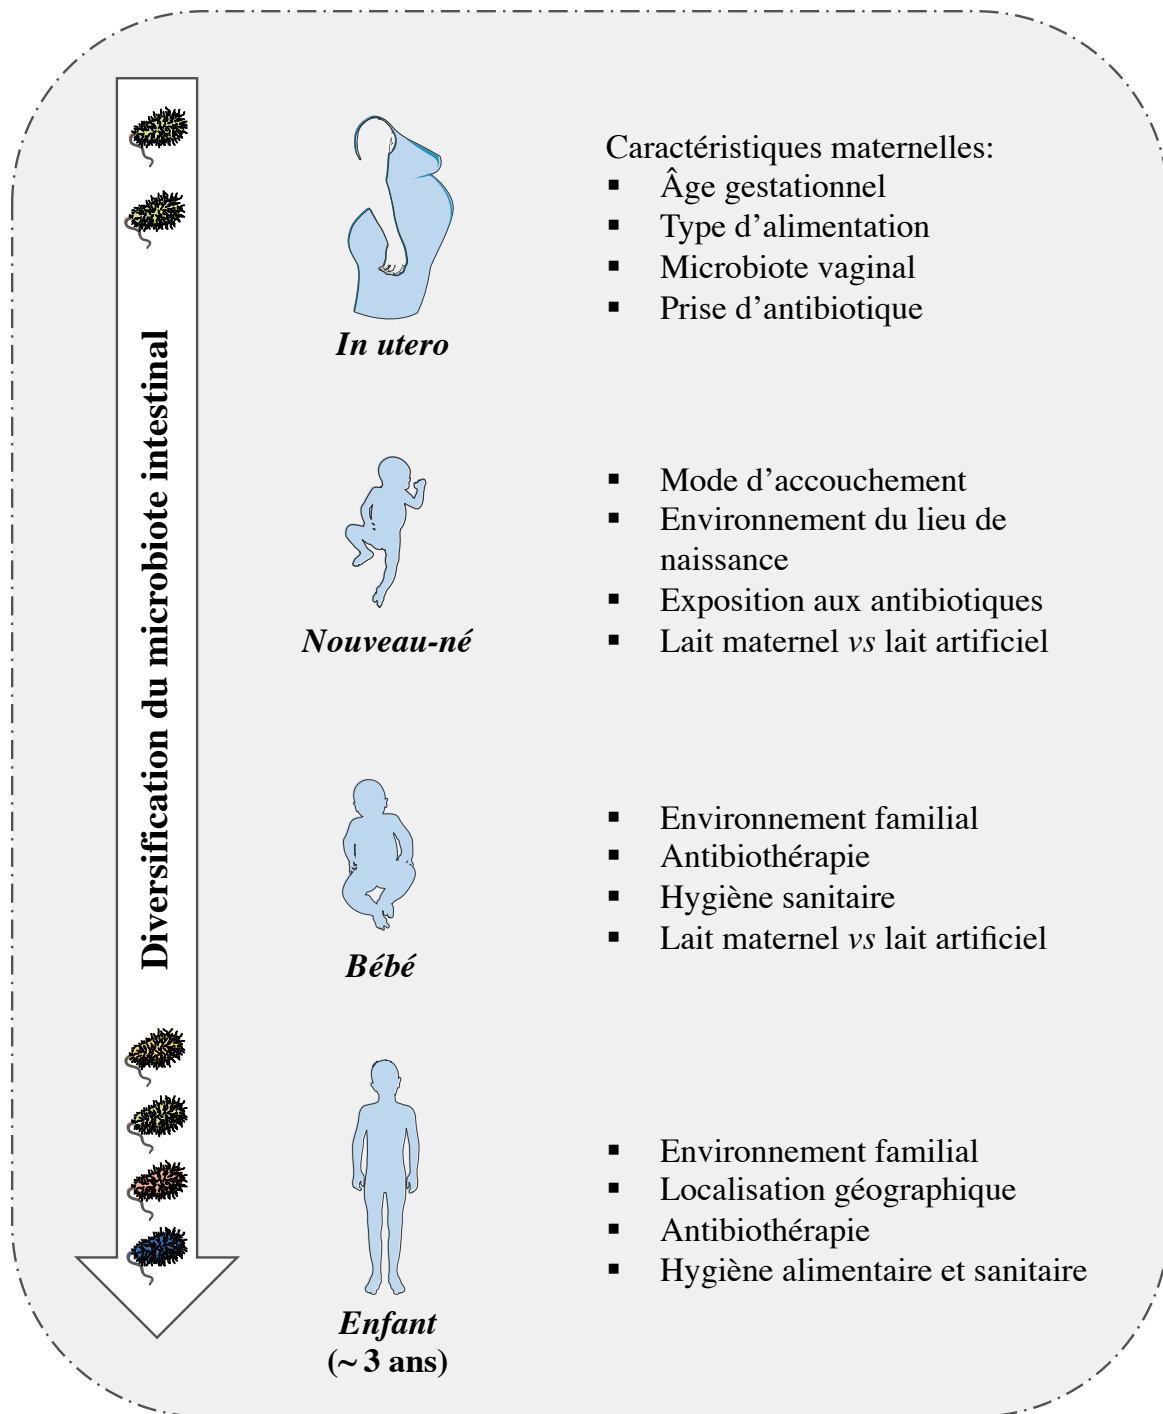 Diversification du microbiote intestinal
Caractéristiques maternelles:
▪ Âge gestationnel
▪ Type d’alimentation
▪ Microbiote vaginal
▪ Prise d’antibiotique
In utero
▪ Mode d’accouchement
▪ Environnement du lieu de
naissance
▪ Exposition aux antibiotiques
▪ Lait maternel vs lait artificiel
Nouveau-né
▪ Environnement familial
▪ Antibiothérapie
▪ Hygiène sanitaire
▪ Lait maternel vs lait artificiel
Bébé
▪ Environnement familial
▪ Localisation géographique
▪ Antibiothérapie
▪ Hygiène alimentaire et sanitaire
Enfant
(~ 3 ans)